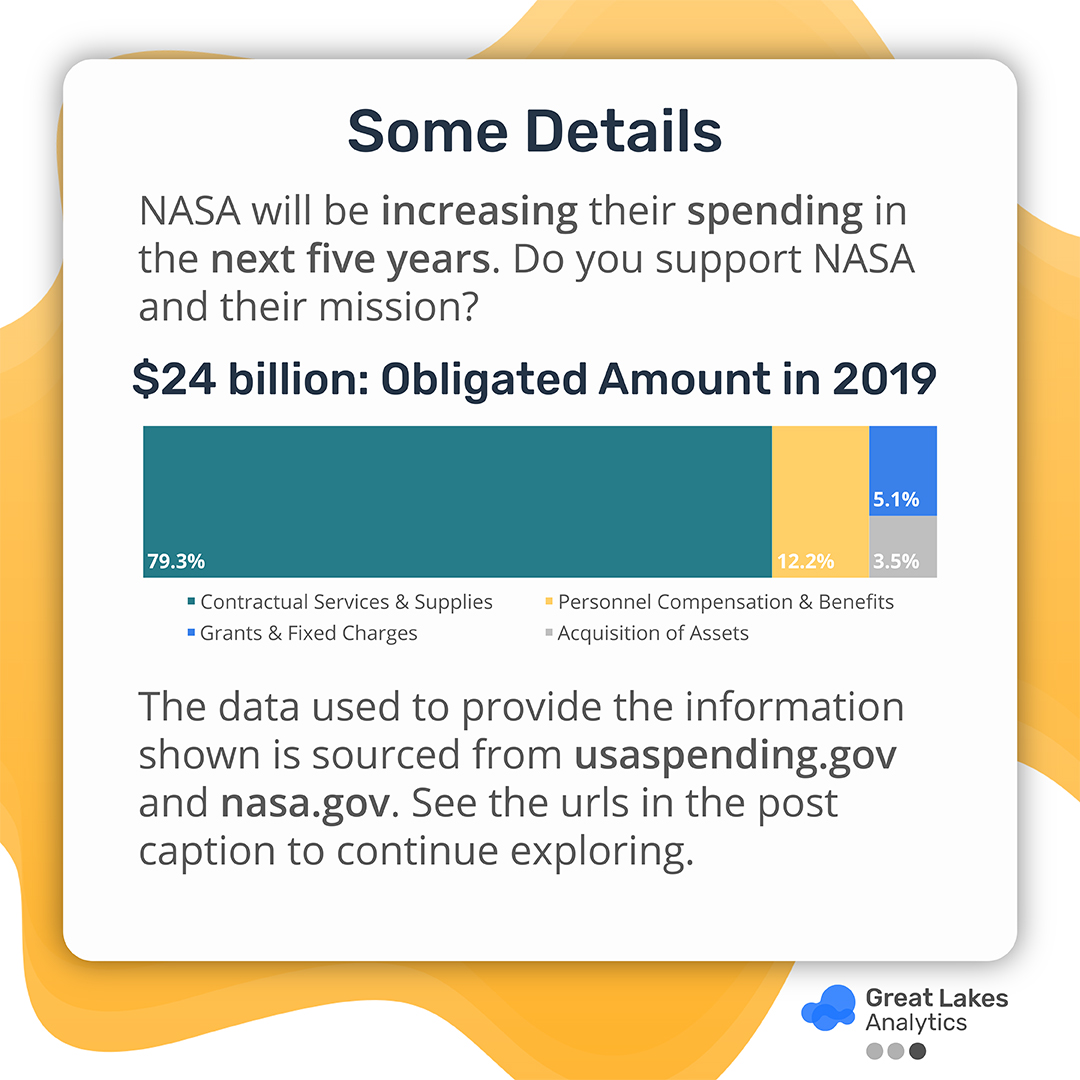 Some Details
NASA will be increasing their spending in
the next five years. Do you support NASA
and their mission?
$24 billion: Obligated Amount in 2019
79.3%
12.2%
5.1%
3.5%
Contractual Services & Supplies
Personnel Compensation & Benefits
Grants & Fixed Charges
Acquisition of Assets
The data used to provide the information
shown is sourced from usaspending.gov
and nasa.gov. See the urls in the post
caption to continue exploring.
Great Lakes
Analytics